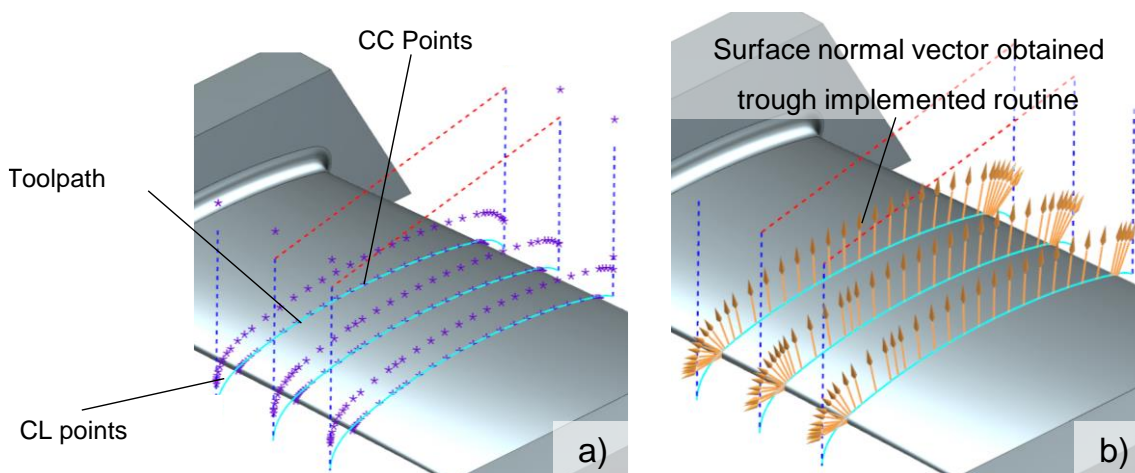 CC Points
Toolpath
CL points
a)
Surface normal vector obtained
trough implemented routine
b)